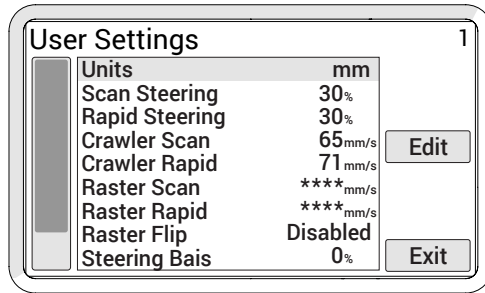 User Settings 1
Units mm
Scan Steering 30%
Rapid Steering 30%
Crawler Scan 65mm/s
Crawler Rapid 71mm/s
Edit
Raster Scan ****mm/s
Raster Rapid ****mm/s
Raster Flip Disabled
Steering Bais 0%
Exit